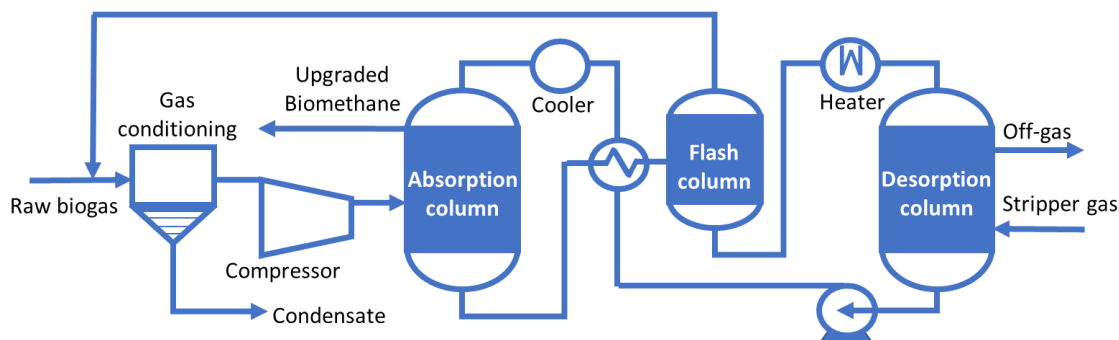 Upgraded
Biomethane
Cooler
Heater
Gas
conditioning
Raw biogas
Compressor
Condensate
Absorption
column
Flash
column
Desorption
column
Off-gas
Stripper gas